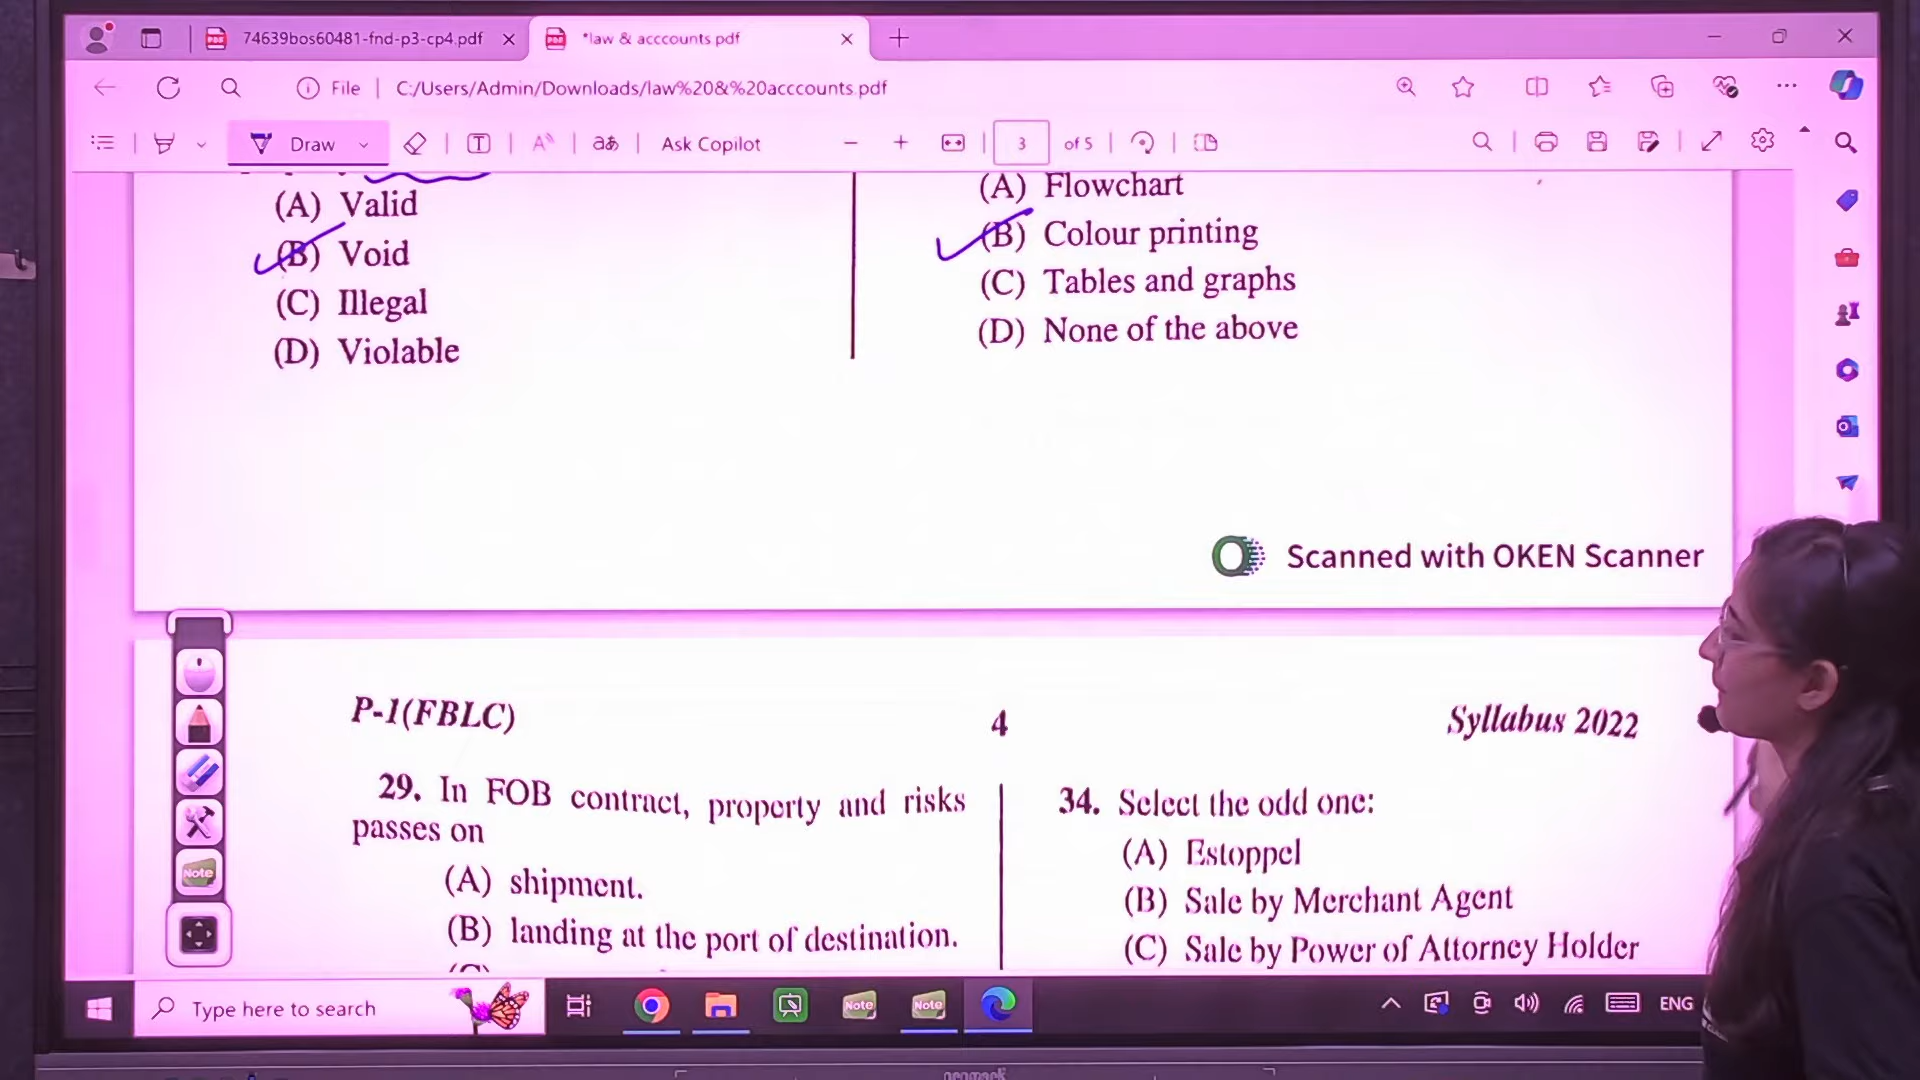 74639bos60481-fnd-p3-cp4.pdf
*law & acccounts pdf
File
C:/Users/Admin/Downloads/law%20&%20acccounts.pdf
Draw
Ask Copilot
3
of 5
(A) Valid
(B) Void
(C) Illegal
(D) Violable
(A) Flowchart
(B) Colour printing
(C) Tables and graphs
(D) None of the above
Scanned with OKEN Scanner
P-1(FBLC)
4
Syllabus 2022
29. In FOB contract, property and risks
passes on
(A) shipment.
(B) landing at the port of destination.
34. Select the odd one:
(A) Estoppel
(B) Sale by Merchant Agent
(C) Sale by Power of Attorney Holder
Note
Type here to search
Note
Note
ENG